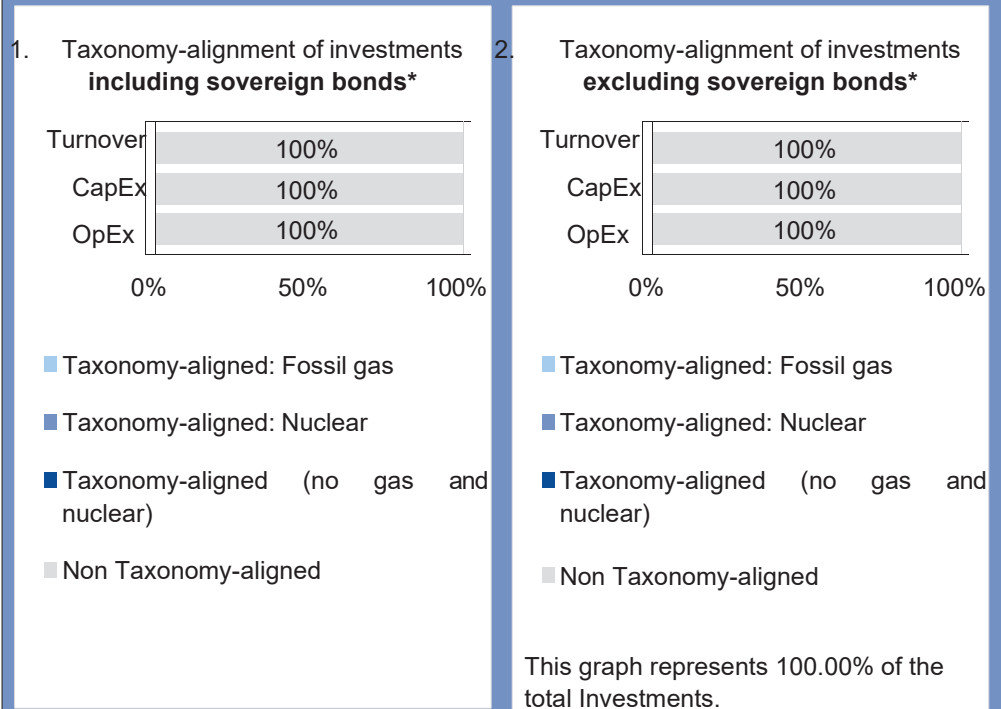 1. Taxonomy-alignment of investments
including sovereign bonds*
Turnover 100%
CapEx 100%
OpEx 100%
0% 50% 100%
Taxonomy-aligned: Fossil gas
Taxonomy-aligned: Nuclear
Taxonomy-aligned (no gas and
nuclear)
Non Taxonomy-aligned
2. Taxonomy-alignment of investments
excluding sovereign bonds*
Turnover 100%
CapEx 100%
OpEx 100%
0% 50% 100%
Taxonomy-aligned: Fossil gas
Taxonomy-aligned: Nuclear
Taxonomy-aligned (no gas and
nuclear)
Non Taxonomy-aligned
This graph represents 100.00% of the
total Investments.